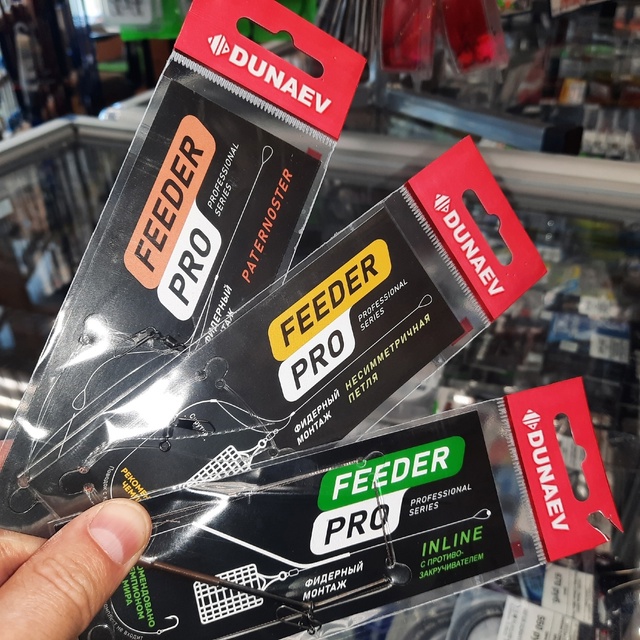 DUNAEV
FEEDER
PRO
PROFESSIONAL
SERIES
PATERNOSTER
ФИДЕРНЫЙ
DUNAEV
FEEDER
PRO
PROFESSIONAL
SERIES
ФИДЕРНЫЙ
МОНТАЖ
НЕСИММЕТРИЧНАЯ
ПЕТЛЯ
DUNAEV
FEEDER
PRO
PROFESSIONAL
SERIES
ФИДЕРНЫЙ
МОНТАЖ
INLINE
С ПРОТИВО-
ЗАКРУЧИВАТЕЛЕМ